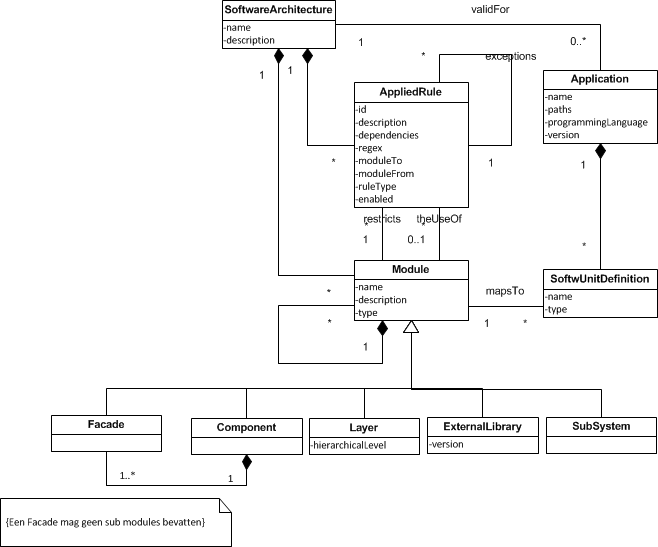 SoftwareArchitecture
-name
-description
validFor
1
0..*
1
1
*
exceptions
AppliedRule
-id
-description
-dependencies
-regex
-moduleTo
-moduleFrom
-ruleType
-enabled
*
1
Application
-name
-paths
-programmingLanguage
-version
1
*
restricts
theUseOf
*
*
1
0..1
Module
-name
-description
-type
*
*
1
mapsTo
1
*
SoftwUnitDefinition
-name
-type
Facade
Component
Layer
-hierarchicalLevel
ExternalLibrary
-version
SubSystem
1..*
1
{Een Facade mag geen sub modules bevatten}